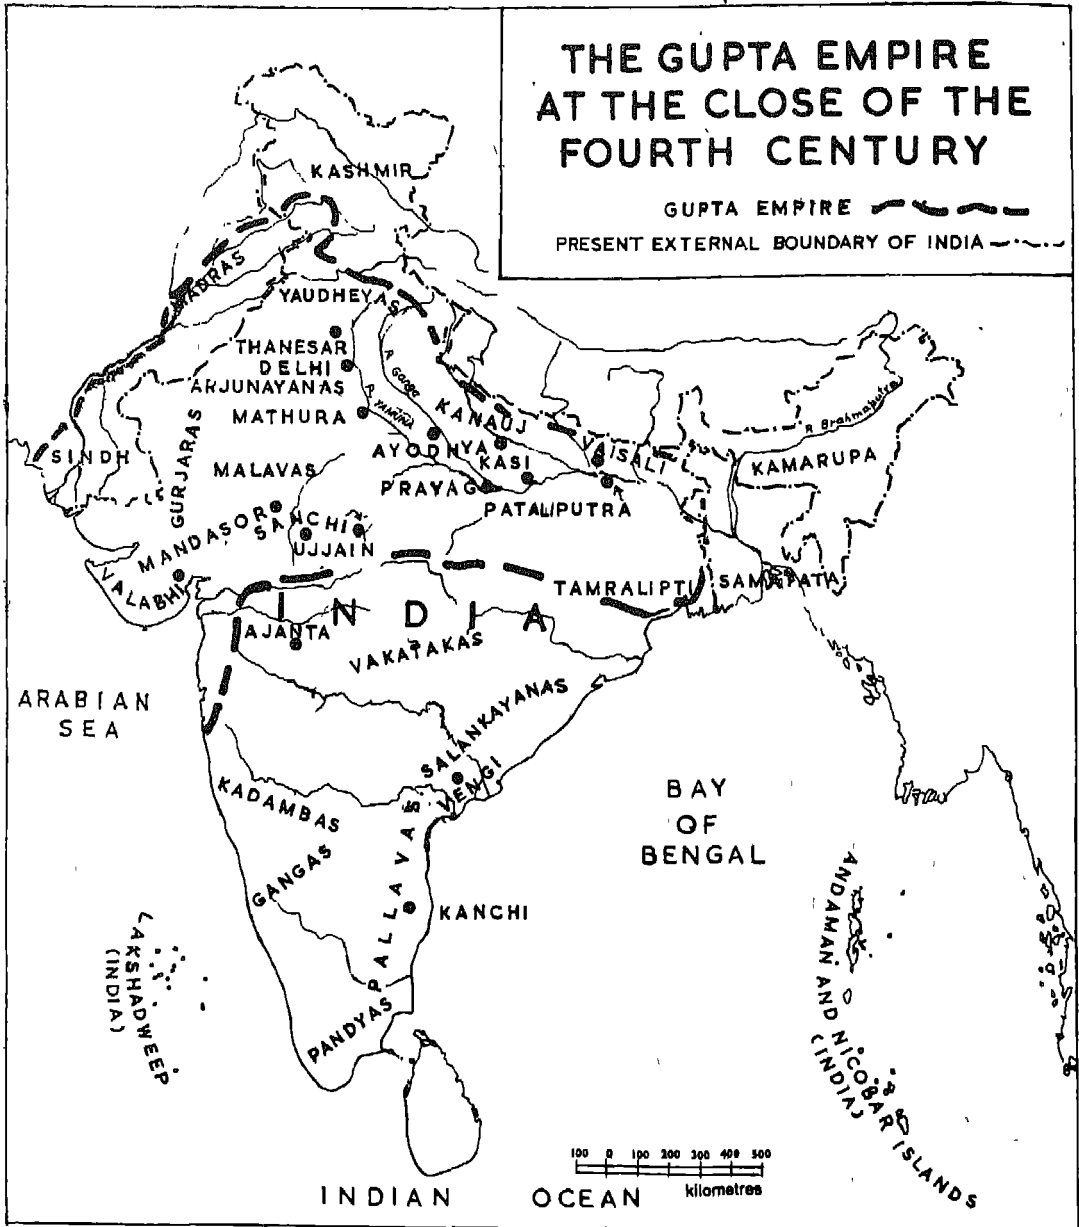 THE GUPTA EMPIRE
AT THE CLOSE OF THE
FOURTH CENTURY
GUPTA EMPIRE
PRESENT EXTERNAL BOUNDARY OF INDIA
KASHMIR
MADRAS
YAUDHEYAS
THANESAR
DELHI
ARJUNAYANAS
MATHURA
R. Ganga
R. YAMUNA
KANAUJ
AYODHYA
KASI
VAISALI
PRAYAG
PATALIPUTRA
R Brahmaputra
KAMARUPA
SINDH
GURJARAS
MALAVAS
MANDASOR
SANCHI
UJJAIN
VALABHI
TAMRALIPTI
SAMATATA
INDIA
AJANTA
VAKATAKAS
ARABIAN
SEA
SALANKAYANAS
VENGI
KADAMBAS
GANGAS
PALLAVAS
KANCHI
PANDYAS
BAY
OF
BENGAL
LAKSHADWEEP
(INDIA)
ANDAMAN AND NICOBAR ISLANDS
(INDIA)
100 0 100 200 300 400 500
kilometres
INDIAN OCEAN